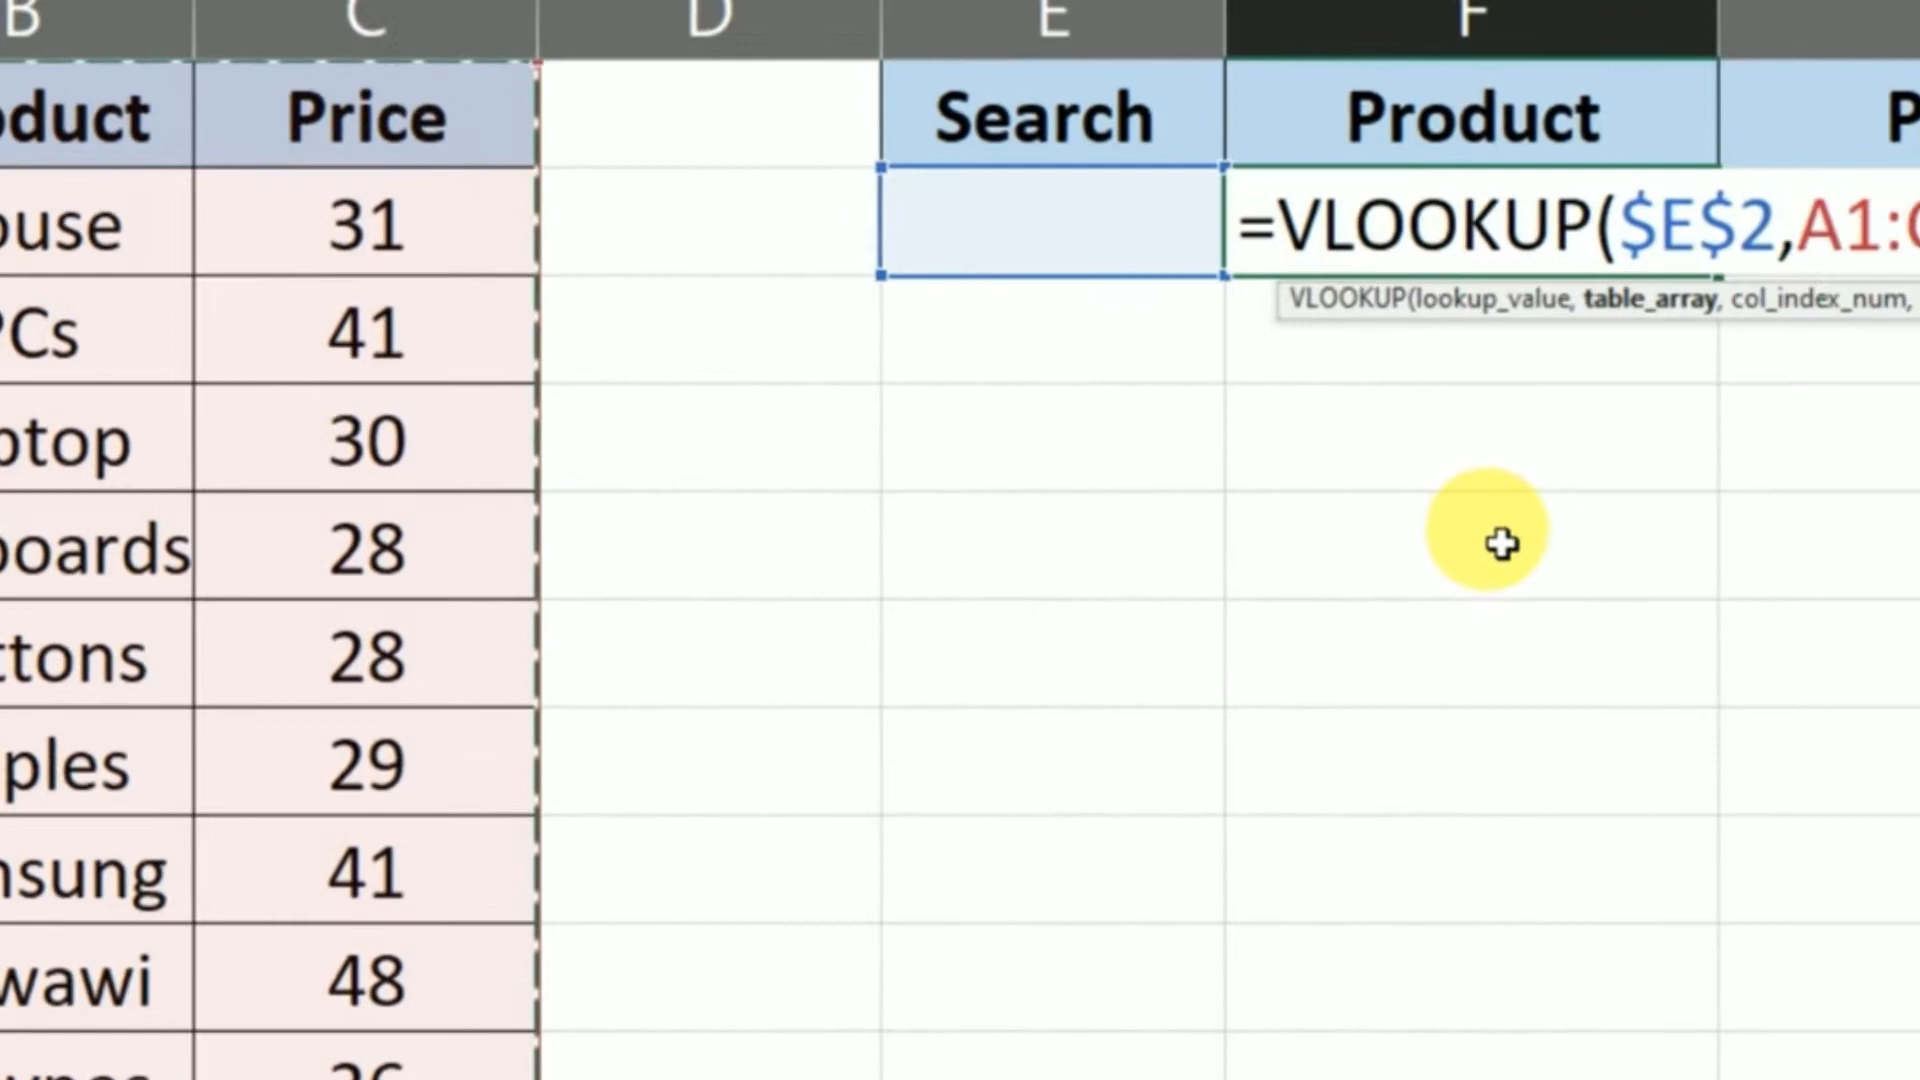 B C D E F
oduct Price Search Product P
ouse 31 =VLOOKUP($E$2,A1:C
VLOOKUP(lookup_value, table_array, col_index_num,
PCs 41
ptop 30
boards 28
ttons 28
ples 29
nsung 41
wawi 48